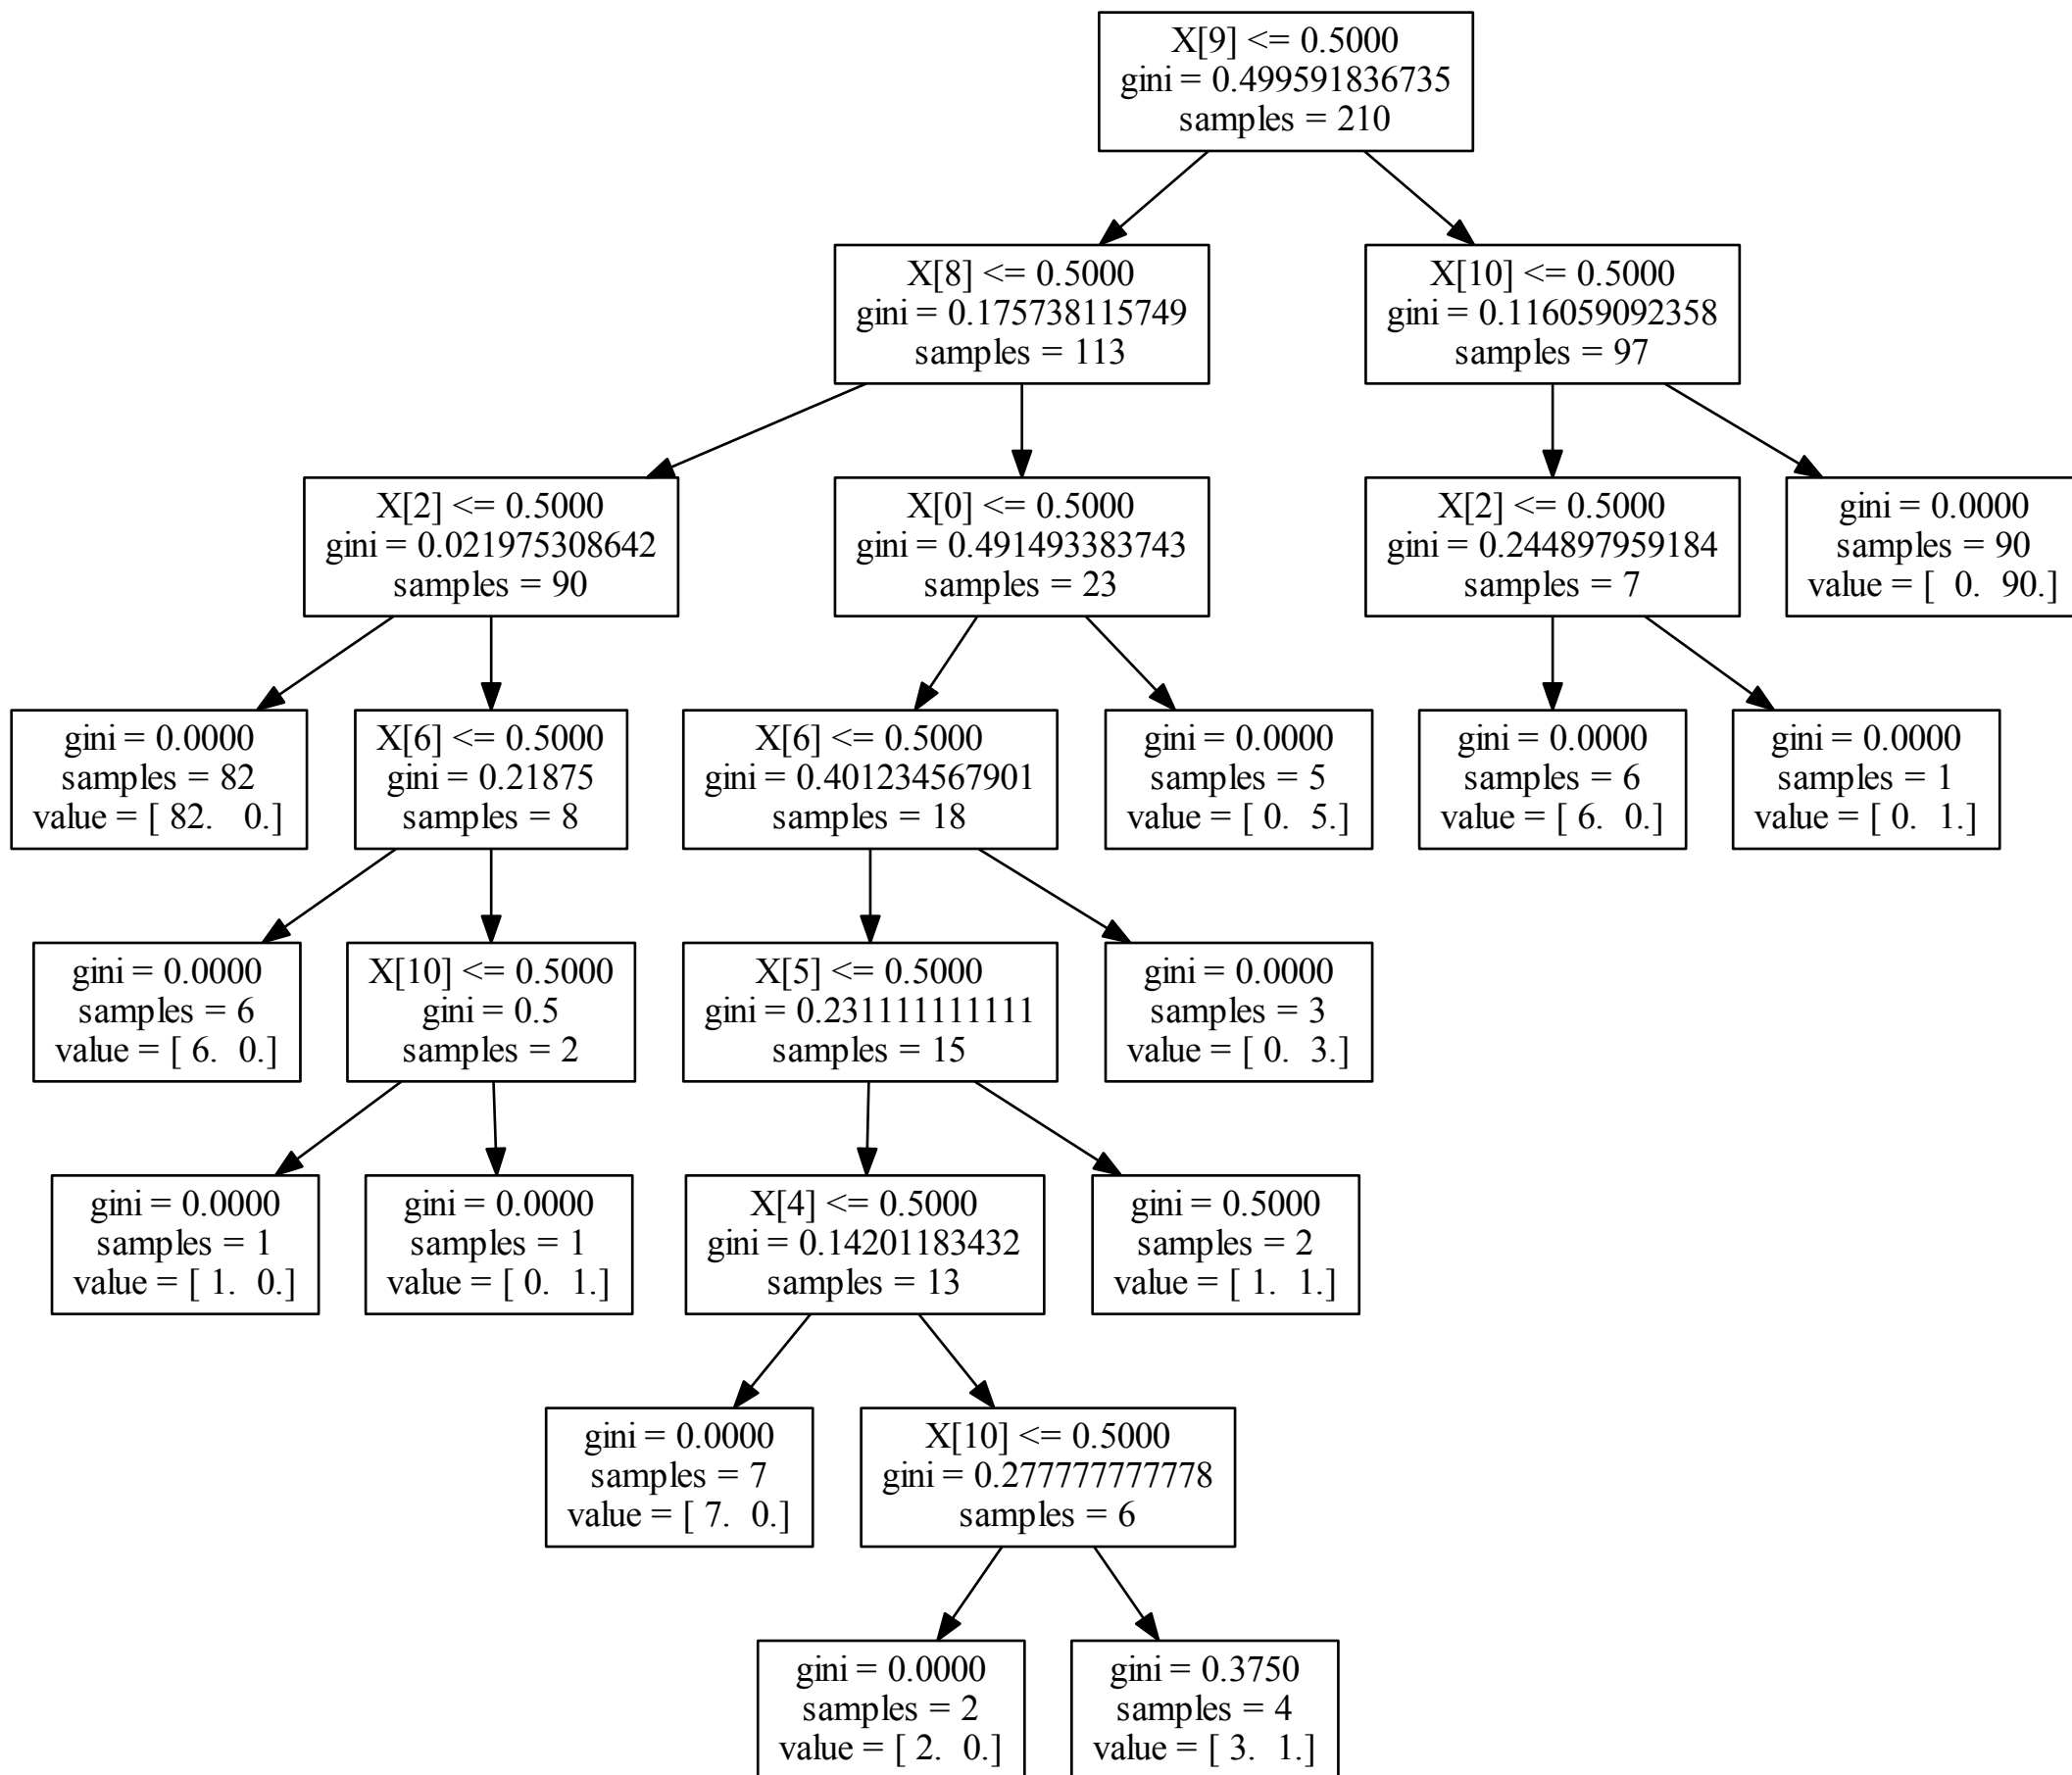 X[9] <= 0.5000
gini = 0.499591836735
samples = 210
X[8] <= 0.5000
gini = 0.175738115749
samples = 113
X[10] <= 0.5000
gini = 0.116059092358
samples = 97
X[2] <= 0.5000
gini = 0.021975308642
samples = 90
X[0] <= 0.5000
gini = 0.491493383743
samples = 23
X[2] <= 0.5000
gini = 0.244897959184
samples = 7
gini = 0.0000
samples = 90
value = [  0.  90.]
gini = 0.0000
samples = 82
value = [ 82.   0.]
X[6] <= 0.5000
gini = 0.21875
samples = 8
X[6] <= 0.5000
gini = 0.401234567901
samples = 18
gini = 0.0000
samples = 5
value = [ 0.  5.]
gini = 0.0000
samples = 6
value = [ 6.  0.]
gini = 0.0000
samples = 1
value = [ 0.  1.]
gini = 0.0000
samples = 6
value = [ 6.  0.]
X[10] <= 0.5000
gini = 0.5
samples = 2
X[5] <= 0.5000
gini = 0.231111111111
samples = 15
gini = 0.0000
samples = 3
value = [ 0.  3.]
gini = 0.0000
samples = 1
value = [ 1.  0.]
gini = 0.0000
samples = 1
value = [ 0.  1.]
X[4] <= 0.5000
gini = 0.14201183432
samples = 13
gini = 0.5000
samples = 2
value = [ 1.  1.]
gini = 0.0000
samples = 7
value = [ 7.  0.]
X[10] <= 0.5000
gini = 0.277777777778
samples = 6
gini = 0.0000
samples = 2
value = [ 2.  0.]
gini = 0.3750
samples = 4
value = [ 3.  1.]